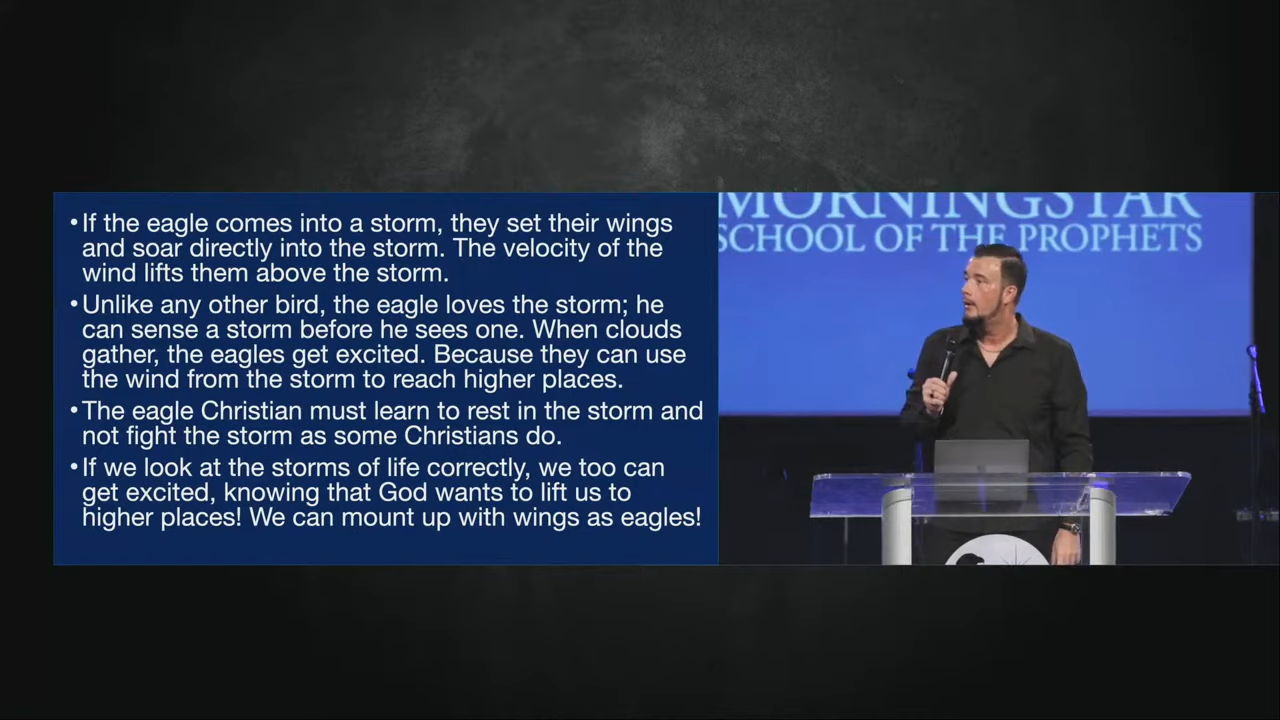 • If the eagle comes into a storm, they set their wings
and soar directly into the storm. The velocity of the
wind lifts them above the storm.
• Unlike any other bird, the eagle loves the storm; he
can sense a storm before he sees one. When clouds
gather, the eagles get excited. Because they can use
the wind from the storm to reach higher places.
• The eagle Christian must learn to rest in the storm and
not fight the storm as some Christians do.
• If we look at the storms of life correctly, we too can
get excited, knowing that God wants to lift us to
higher places! We can mount up with wings as eagles!
MORNINGSTAR
SCHOOL OF THE PROPHETS